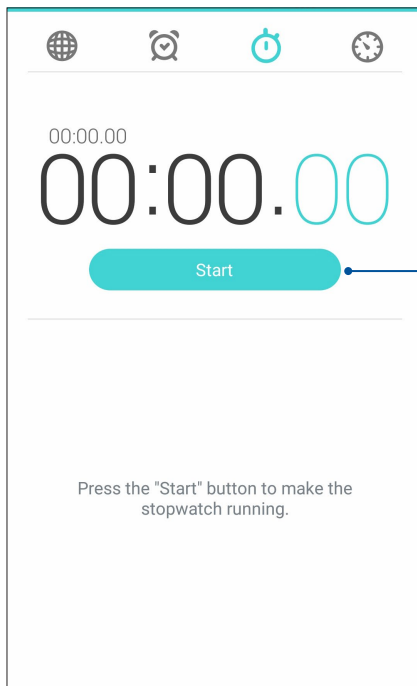 00:00.00
00:00.00
Start
Press the "Start" button to make the
stopwatch running.